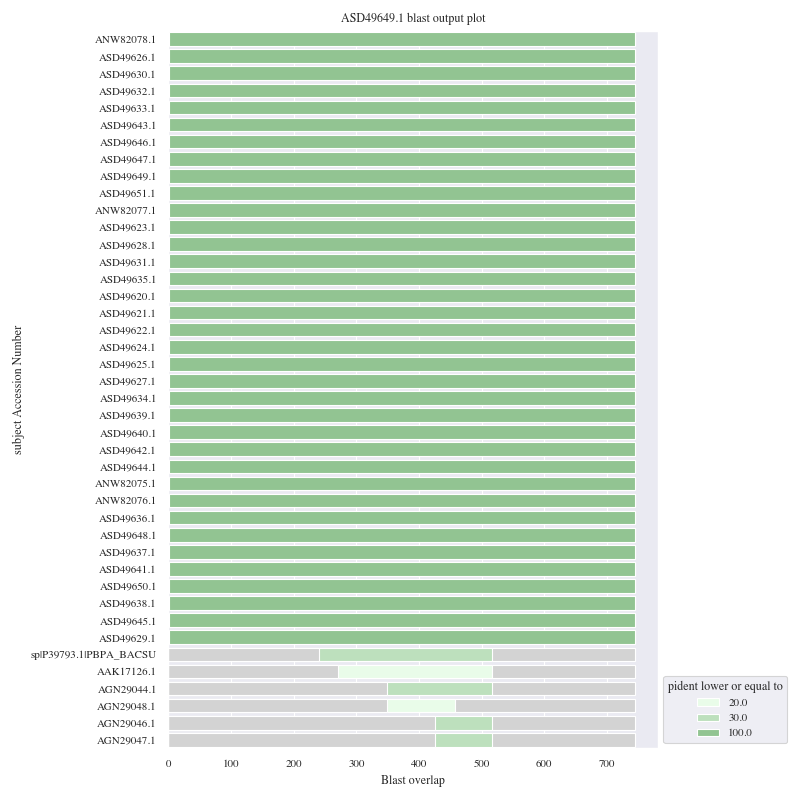 ASD49649.1 blast output plot
ANW82078.1
ASD49626.1
ASD49630.1
ASD49632.1
ASD49633.1
ASD49643.1
ASD49646.1
ASD49647.1
ASD49649.1
ASD49651.1
ANW82077.1
ASD49623.1
ASD49628.1
ASD49631.1
ASD49635.1
ASD49620.1
ASD49621.1
ASD49622.1
ASD49624.1
ASD49625.1
ASD49627.1
ASD49634.1
ASD49639.1
ASD49640.1
ASD49642.1
ASD49644.1
ANW82075.1
ANW82076.1
ASD49636.1
ASD49648.1
ASD49637.1
ASD49641.1
ASD49650.1
ASD49638.1
ASD49645.1
ASD49629.1
sp|P39793.1|PBPA_BACSU
AAK17126.1
AGN29044.1
AGN29048.1
AGN29046.1
AGN29047.1
subject Accession Number
0 100 200 300 400 500 600 700
Blast overlap
pident lower or equal to
20.0
30.0
100.0